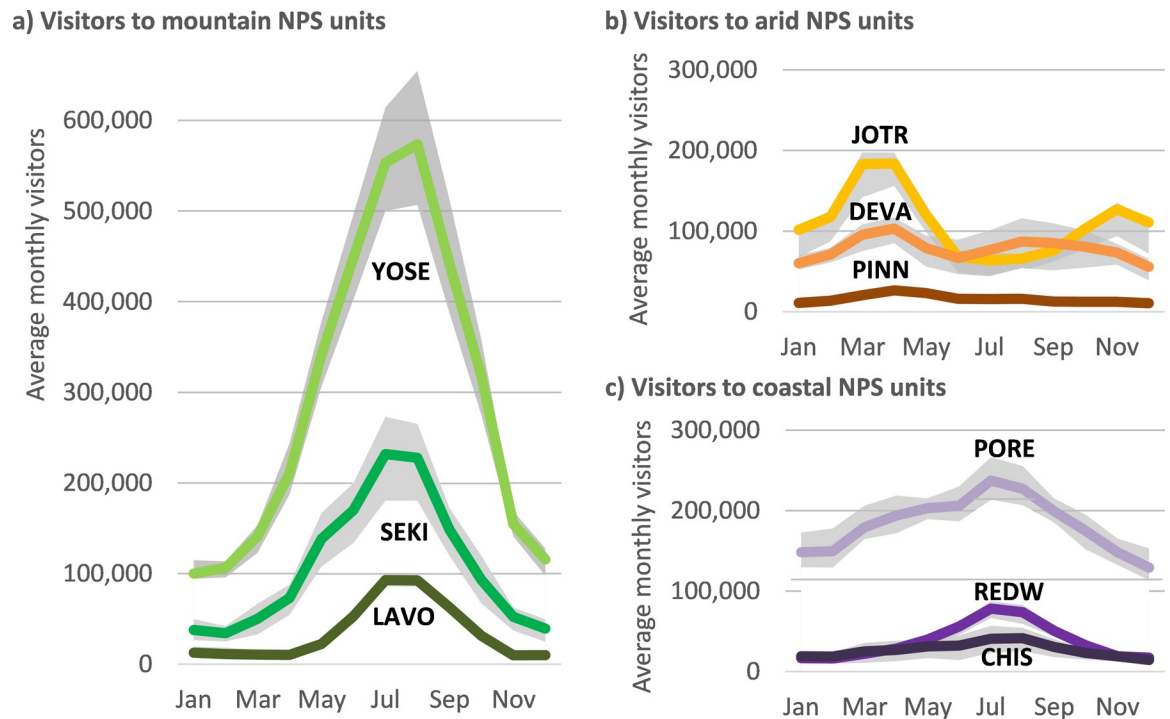 a) Visitors to mountain NPS units
Average monthly visitors
600,000
500,000
400,000
300,000
200,000
100,000
0
YOSE
SEKI
LAVO
Jan Mar May Jul Sep Nov
b) Visitors to arid NPS units
Average monthly visitors
300,000
200,000
100,000
0
JOTR
DEVA
PINN
Jan Mar May Jul Sep Nov
c) Visitors to coastal NPS units
Average monthly visitors
300,000
200,000
100,000
0
PORE
REDW
CHIS
Jan Mar May Jul Sep Nov